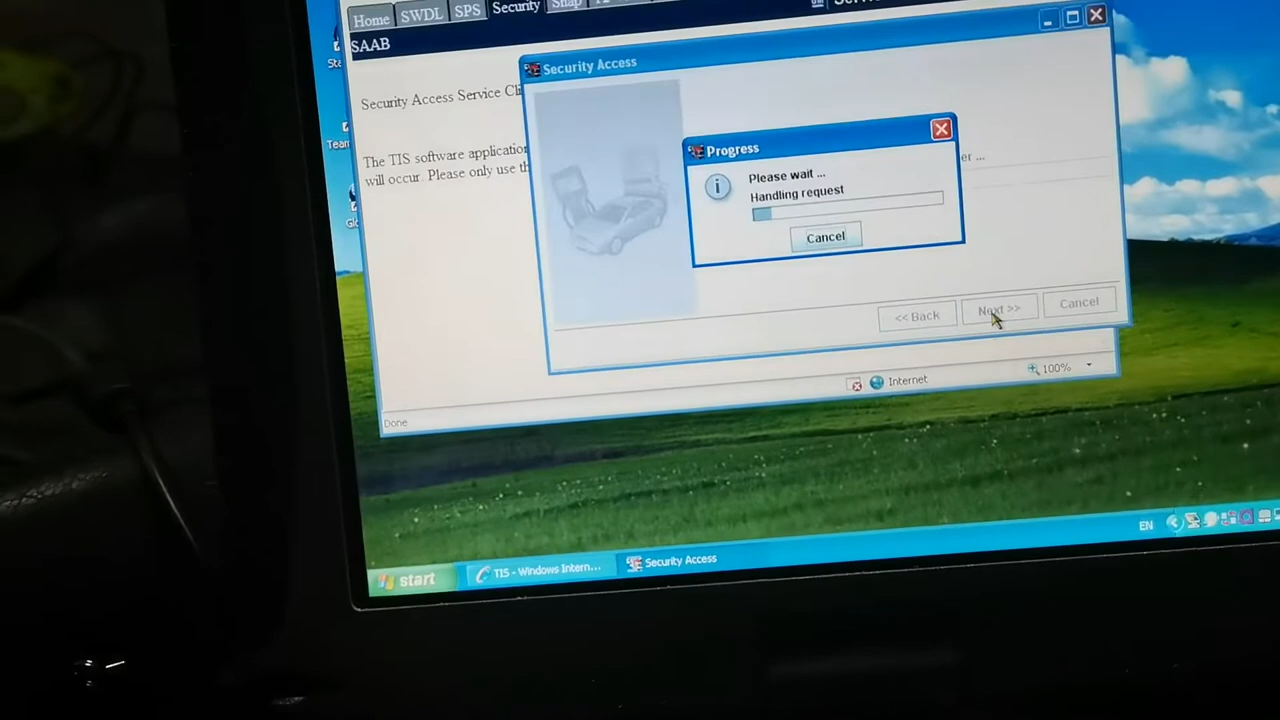 Home SWDL SPS Security Snap
SAAB
Security Access
Security Access Service
The TIS software application
will occur. Please only use
Progress
Please wait ...
Handling request
Cancel
<< Back Next >> Cancel
Done
Internet
100%
start
TIS - Windows Intern...
Security Access
EN